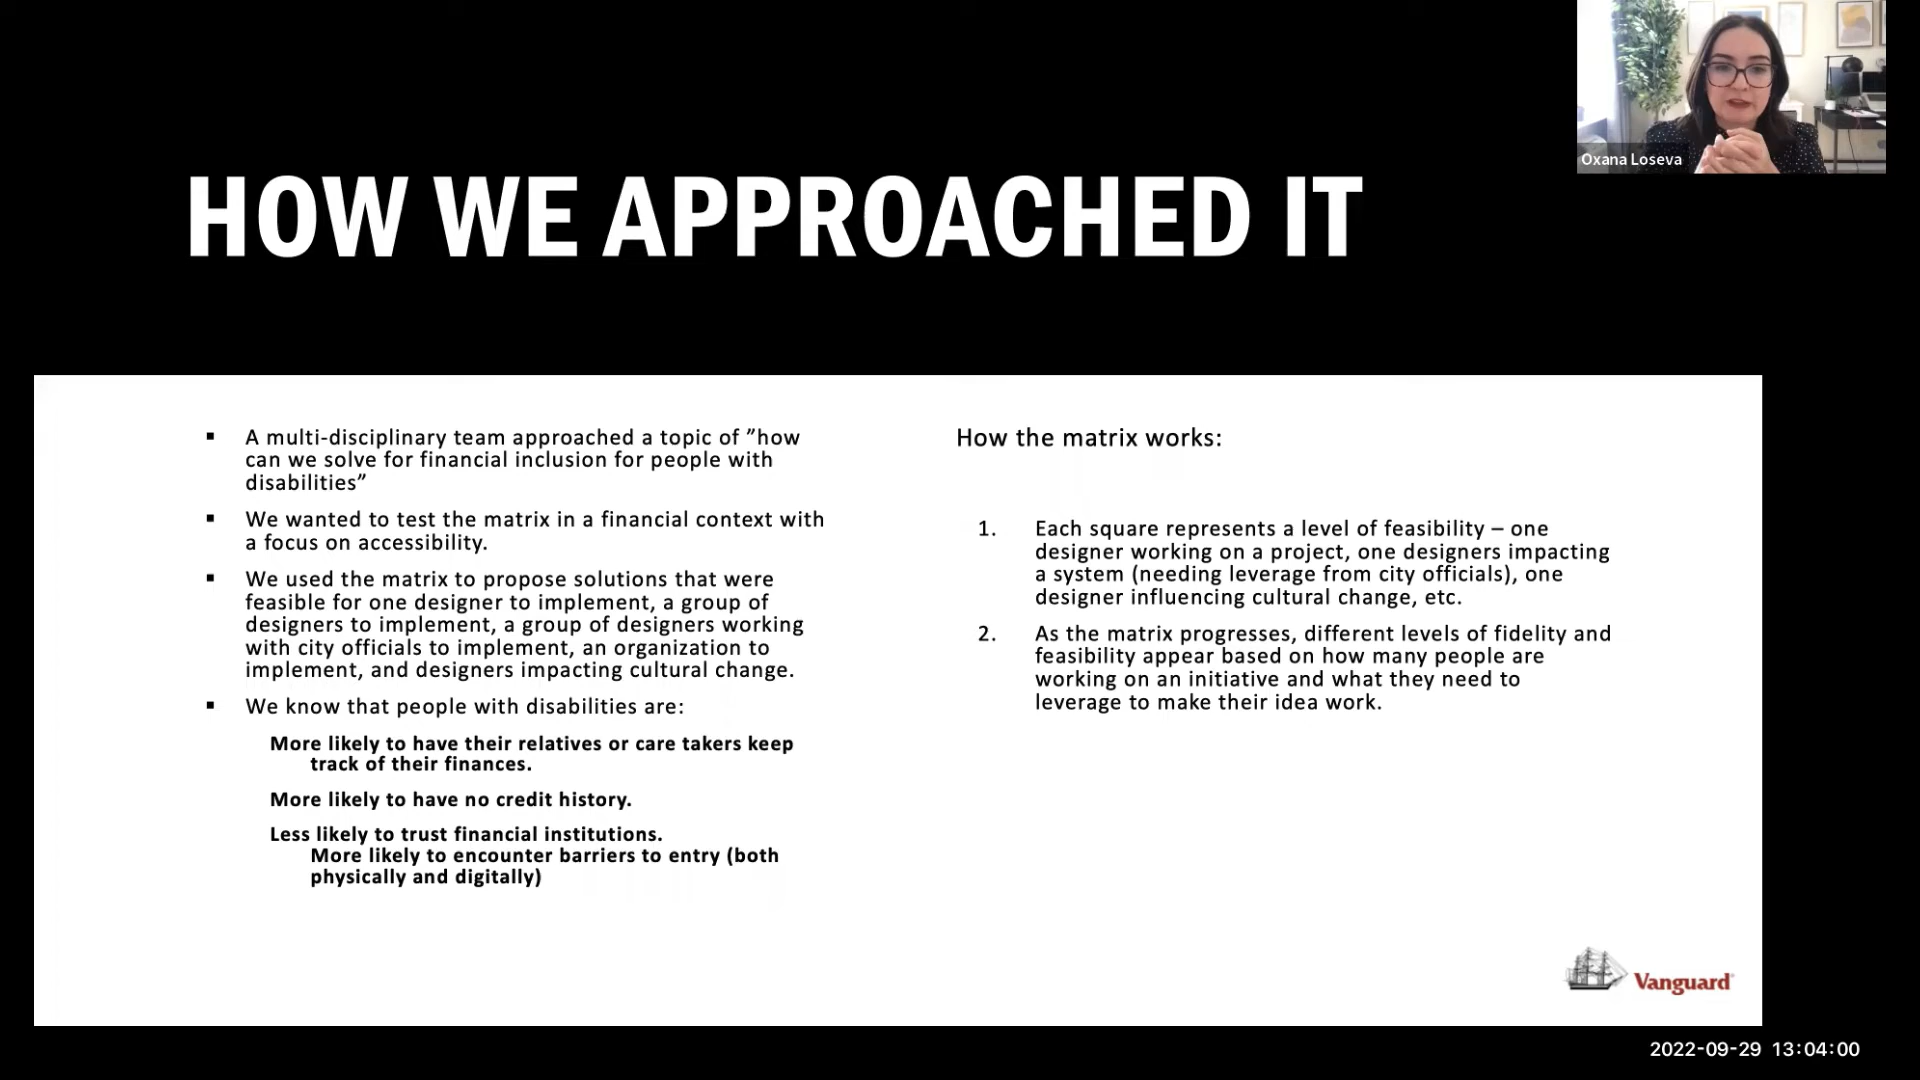 Oxana Loseva
HOW WE APPROACHED IT
▪ A multi-disciplinary team approached a topic of ”how
can we solve for financial inclusion for people with
disabilities”
▪ We wanted to test the matrix in a financial context with
a focus on accessibility.
▪ We used the matrix to propose solutions that were
feasible for one designer to implement, a group of
designers to implement, a group of designers working
with city officials to implement, an organization to
implement, and designers impacting cultural change.
▪ We know that people with disabilities are:
More likely to have their relatives or care takers keep
track of their finances.
More likely to have no credit history.
Less likely to trust financial institutions.
More likely to encounter barriers to entry (both
physically and digitally)
How the matrix works:
1. Each square represents a level of feasibility – one
designer working on a project, one designers impacting
a system (needing leverage from city officials), one
designer influencing cultural change, etc.
2. As the matrix progresses, different levels of fidelity and
feasibility appear based on how many people are
working on an initiative and what they need to
leverage to make their idea work.
Vanguard
2022-09-29 13:04:00